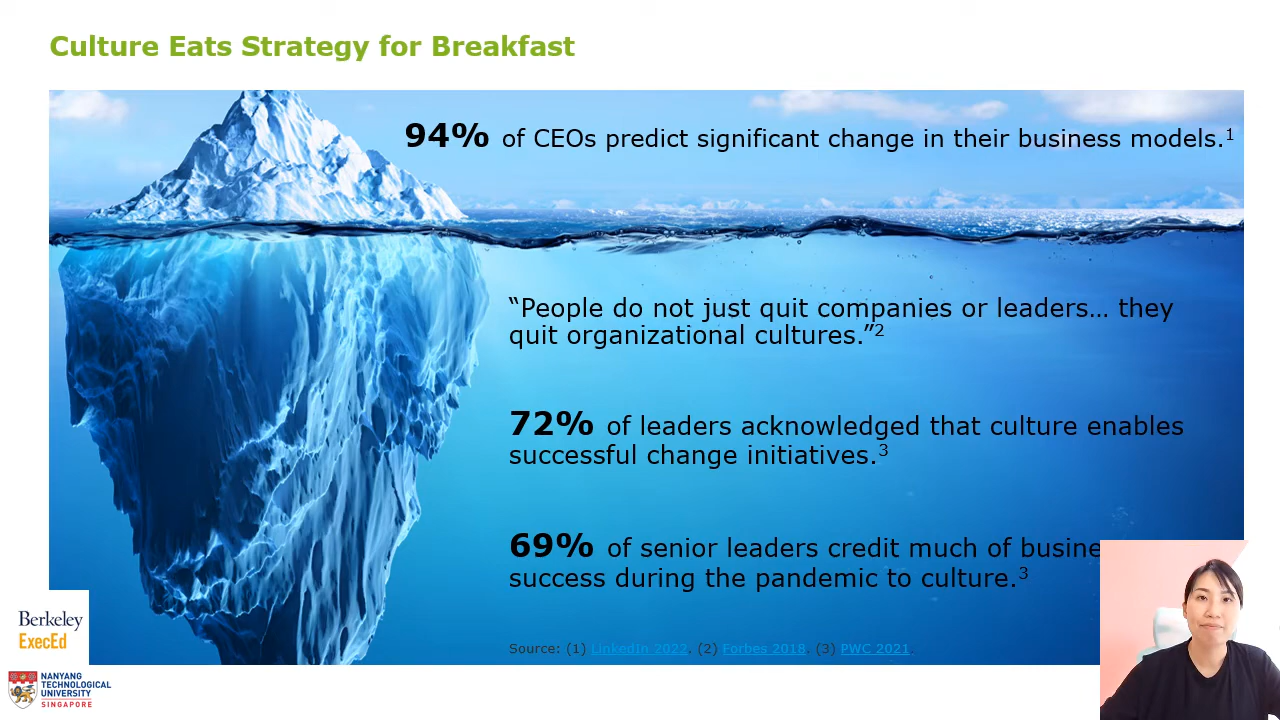 Culture Eats Strategy for Breakfast
94% of CEOs predict significant change in their business models.1
“People do not just quit companies or leaders… they
quit organizational cultures.”2
72% of leaders acknowledged that culture enables
successful change initiatives.3
69% of senior leaders credit much of
success during the pandemic to culture.3
Source: (1) LinkedIn 2022, (2) Forbes 2018, (3) PWC 2021.
Berkeley
ExecEd
NANYANG
TECHNOLOGICAL
UNIVERSITY
SINGAPORE